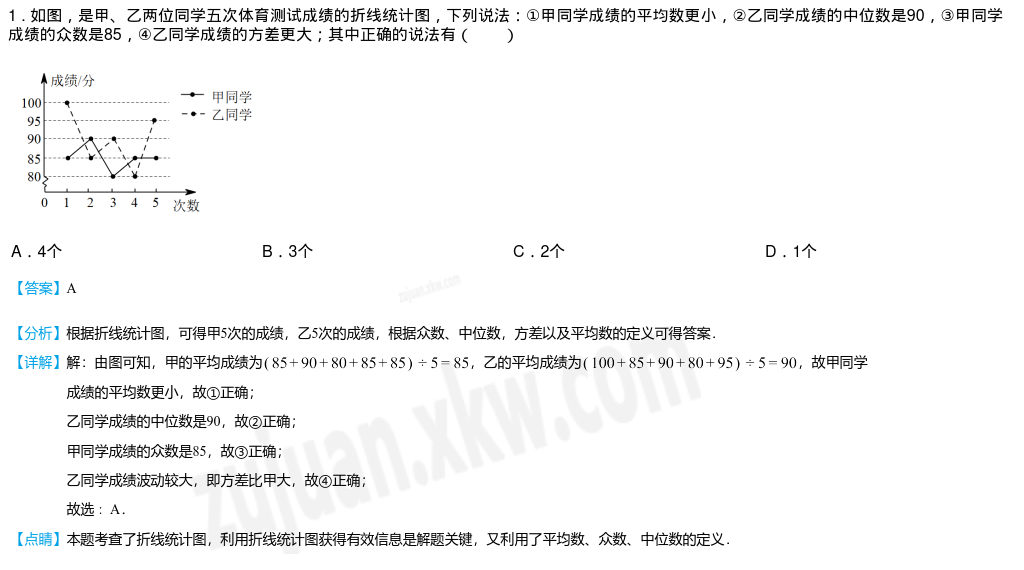 1．如图，是甲、乙两位同学五次体育测试成绩的折线统计图，下列说法：①甲同学成绩的平均数更小，②乙同学成绩的中位数是90，③甲同学
成绩的众数是85，④乙同学成绩的方差更大；其中正确的说法有（　　）
成绩/分
甲同学
乙同学
100
95
90
85
80
0 1 2 3 4 5 次数
A．4个 B．3个 C．2个 D．1个
【答案】A
【分析】根据折线统计图，可得甲5次的成绩，乙5次的成绩，根据众数、中位数，方差以及平均数的定义可得答案．
【详解】解：由图可知，甲的平均成绩为(85+90+80+85+85)÷5=85，乙的平均成绩为(100+85+90+80+95)÷5=90，故甲同学
成绩的平均数更小，故①正确；
乙同学成绩的中位数是90，故②正确；
甲同学成绩的众数是85，故③正确；
乙同学成绩波动较大，即方差比甲大，故④正确；
故选：A．
【点睛】本题考查了折线统计图，利用折线统计图获得有效信息是解题关键，又利用了平均数、众数、中位数的定义．
zujuan.xkw.com
zujuan.xkw.com